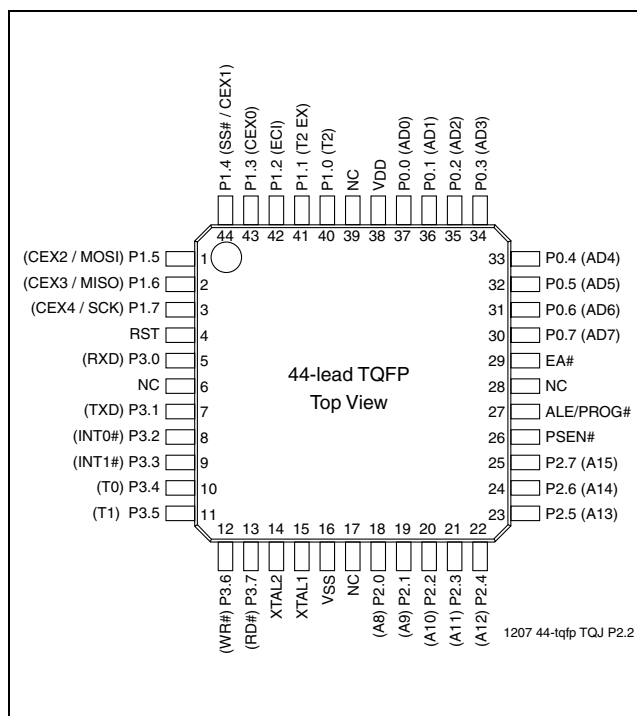 P1.4 (SS# / CEX1)
P1.3 (CEX0)
P1.2 (ECI)
P1.1 (T2 EX)
P1.0 (T2)
NC
VDD
P0.0 (AD0)
P0.1 (AD1)
P0.2 (AD2)
P0.3 (AD3)
44 43 42 41 40 39 38 37 36 35 34
(CEX2 / MOSI) P1.5 1
(CEX3 / MISO) P1.6 2
(CEX4 / SCK) P1.7 3
RST 4
(RXD) P3.0 5
NC 6
(TXD) P3.1 7
(INT0#) P3.2 8
(INT1#) P3.3 9
(T0) P3.4 10
(T1) P3.5 11
44-lead TQFP
Top View
33 P0.4 (AD4)
32 P0.5 (AD5)
31 P0.6 (AD6)
30 P0.7 (AD7)
29 EA#
28 NC
27 ALE/PROG#
26 PSEN#
25 P2.7 (A15)
24 P2.6 (A14)
23 P2.5 (A13)
12 13 14 15 16 17 18 19 20 21 22
(WR#) P3.6
(RD#) P3.7
XTAL2
XTAL1
VSS
NC
(A8) P2.0
(A9) P2.1
(A10) P2.2
(A11) P2.3
(A12) P2.4
1207 44-tqfp TQJ P2.2